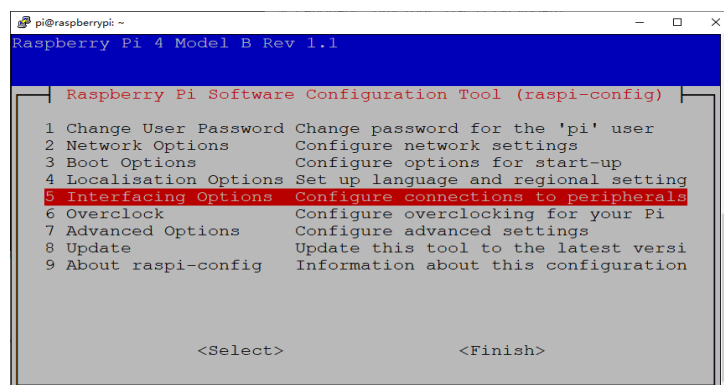 pi@raspberrypi: ~
Raspberry Pi 4 Model B Rev 1.1
Raspberry Pi Software Configuration Tool (raspi-config)
1 Change User Password Change password for the 'pi' user
2 Network Options Configure network settings
3 Boot Options Configure options for start-up
4 Localisation Options Set up language and regional setting
5 Interfacing Options Configure connections to peripherals
6 Overclock Configure overclocking for your Pi
7 Advanced Options Configure advanced settings
8 Update Update this tool to the latest versi
9 About raspi-config Information about this configuration
<Select> <Finish>